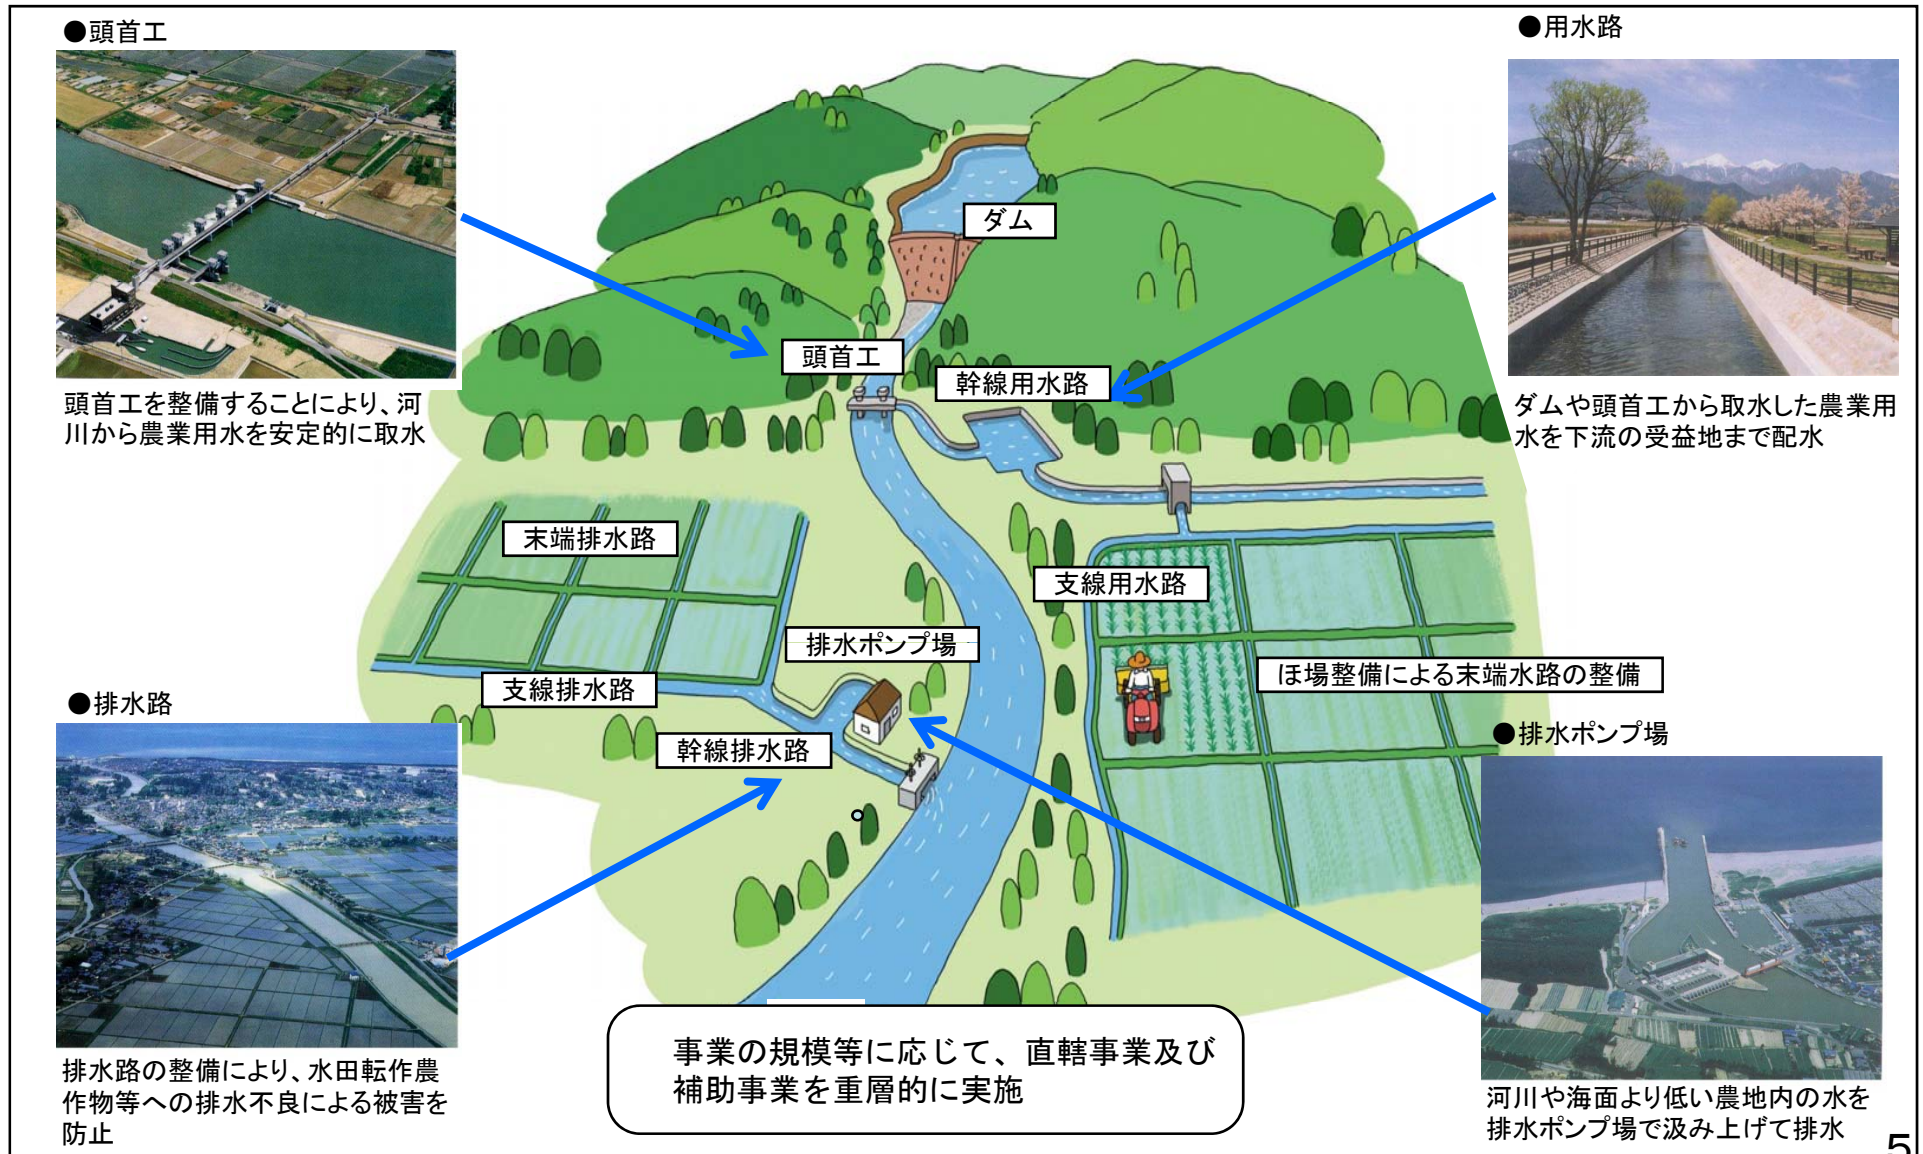 ●頭首工
頭首工を整備することにより、河
川から農業用水を安定的に取水
●用水路
ダムや頭首工から取水した農業用
水を下流の受益地まで配水
ダム
頭首工
幹線用水路
末端排水路
支線用水路
排水ポンプ場
ほ場整備による末端水路の整備
支線排水路
幹線排水路
●排水路
排水路の整備により、水田転作農
作物等への排水不良による被害を
防止
●排水ポンプ場
河川や海面より低い農地内の水を
排水ポンプ場で汲み上げて排水
事業の規模等に応じて、直轄事業及び
補助事業を重層的に実施
5